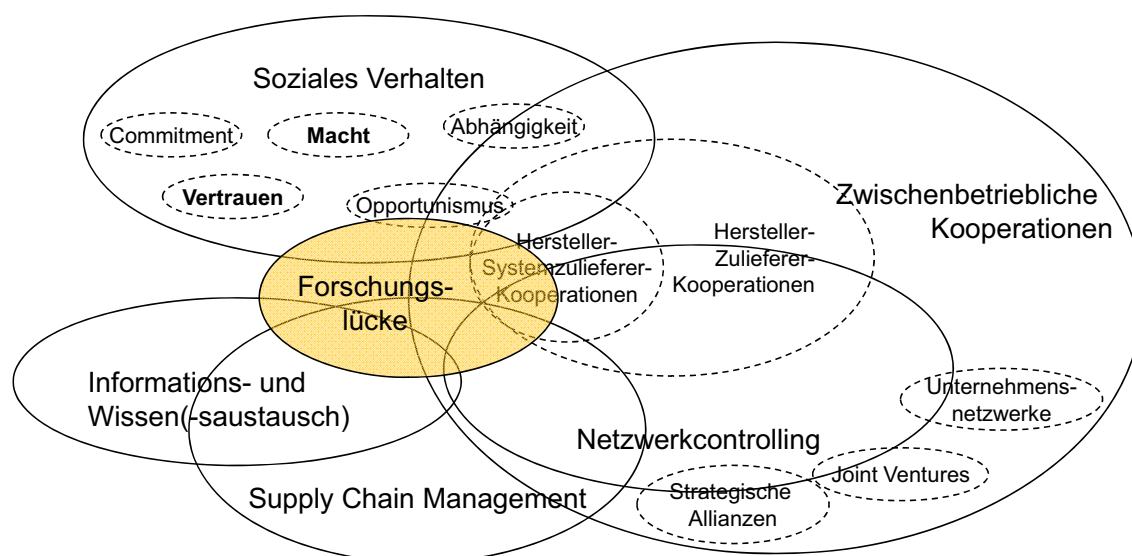 Soziales Verhalten
Commitment
Macht
Abhängigkeit
Vertrauen
Opportunismus
Zwischenbetriebliche
Kooperationen
Hersteller-
Systemzulieferer-
Kooperationen
Hersteller-
Zulieferer-
Kooperationen
Forschungs-
lücke
Informations- und
Wissen(-saustausch)
Unternehmens-
netzwerke
Netzwerkcontrolling
Joint Ventures
Strategische
Allianzen
Supply Chain Management